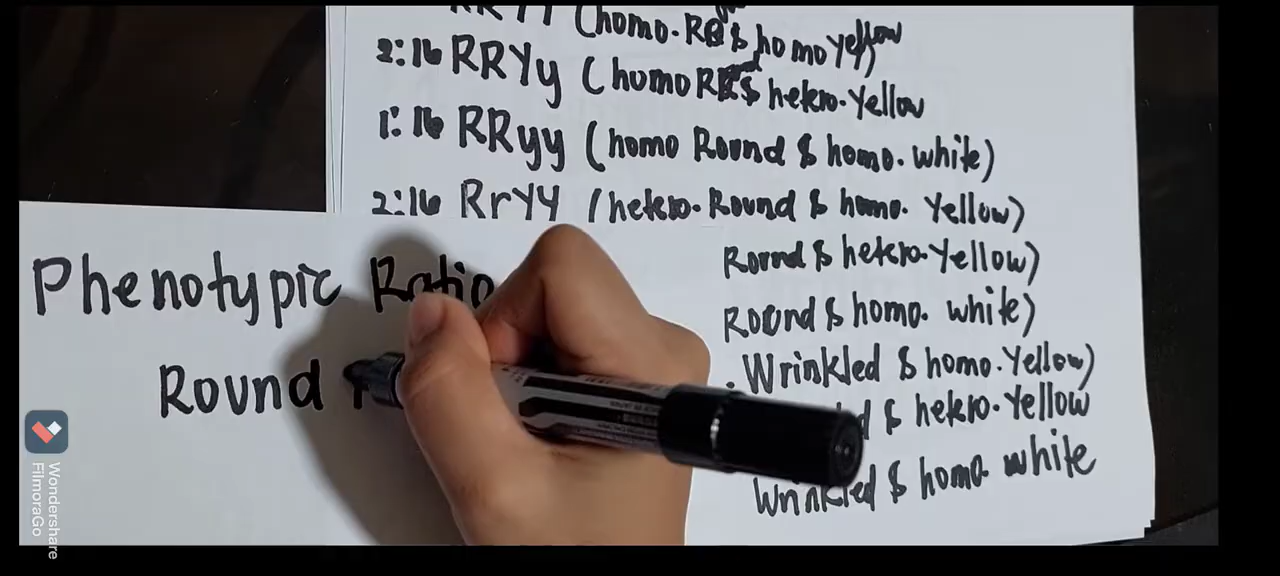 (homo. & homo yellow
2:16 RRYy (homo & hetero. Yellow
1:16 RRyy (homo Round & homo. white)
2:16 RrYY (hetero. Round & homo. Yellow)
Round & hetero. Yellow)
Round & homo. white)
. Wrinkled & homo. Yellow)
& hetero. Yellow
Wrinkled & homo. white
Phenotypic Ratio
Round
Wondershare
FilmoraGo